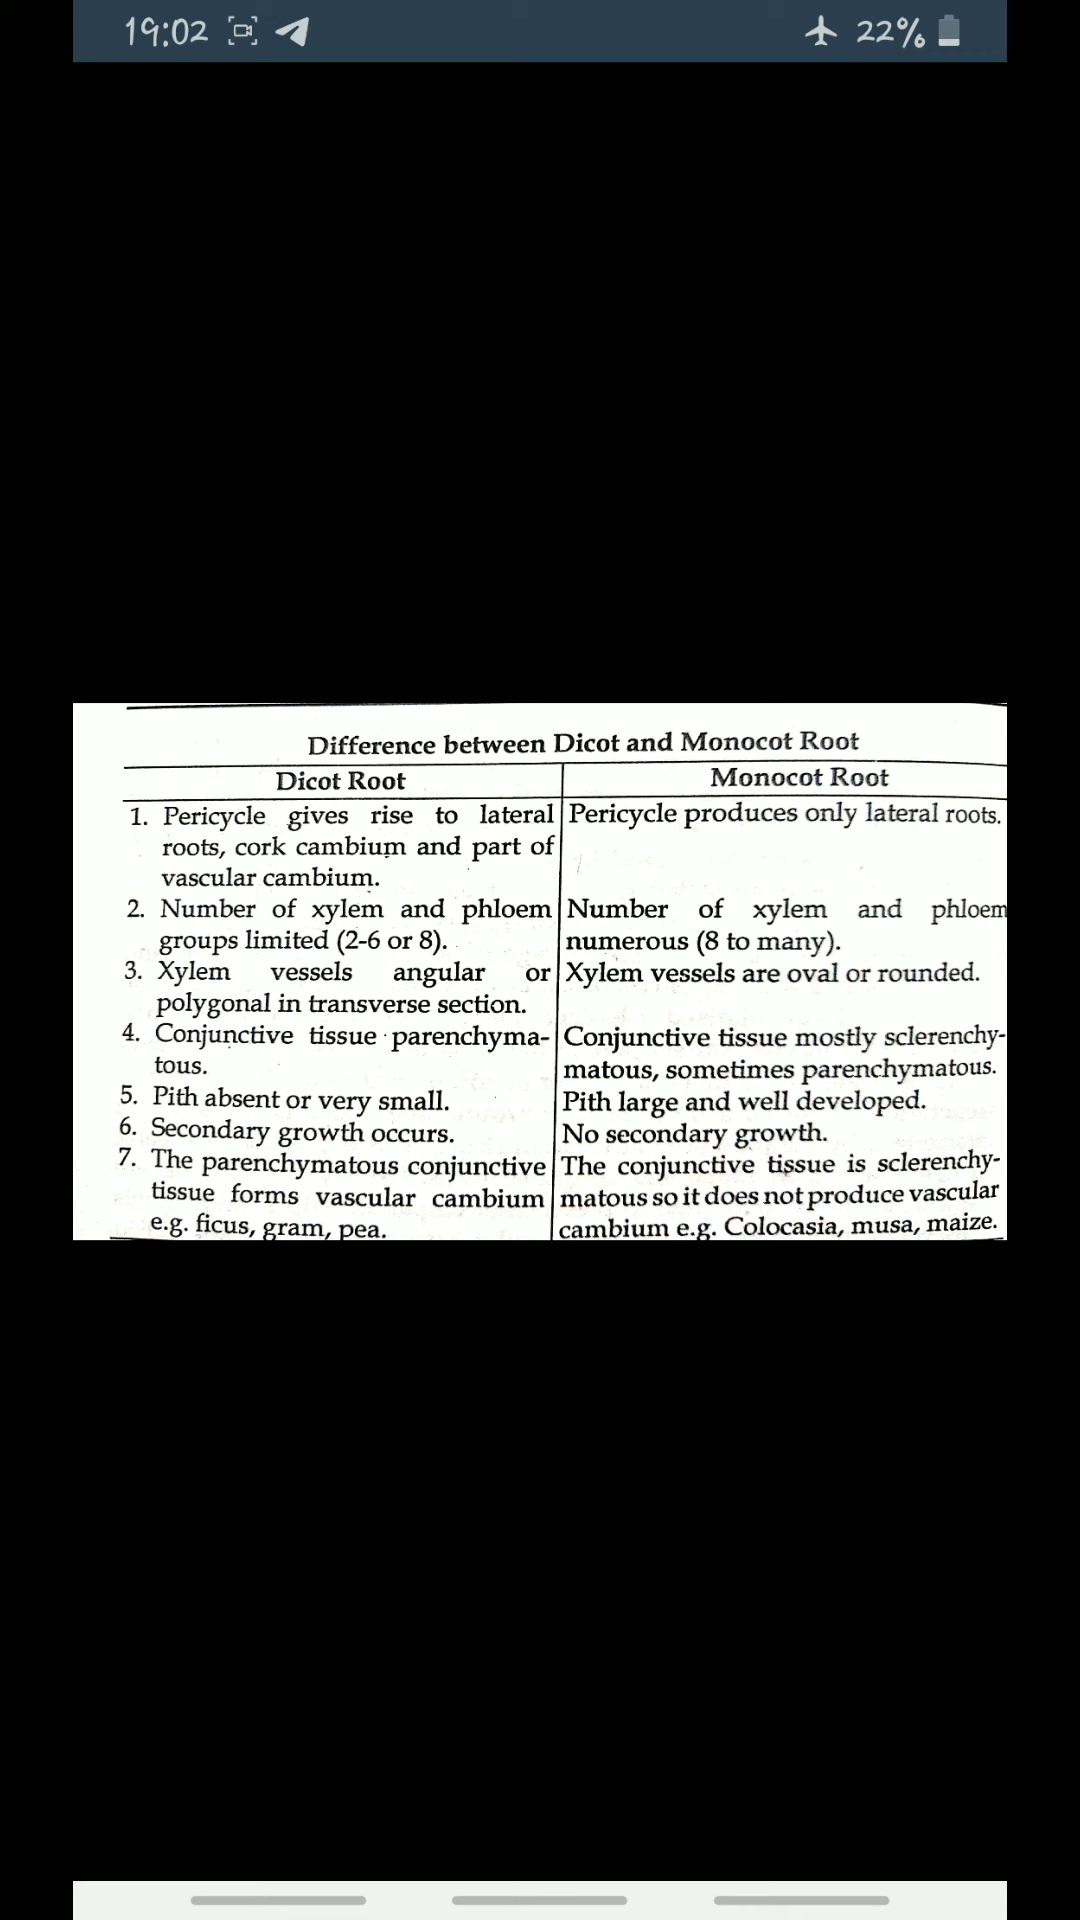 19:02
22%
Difference between Dicot and Monocot Root
Dicot Root
Monocot Root
1. Pericycle gives rise to lateral
roots, cork cambium and part of
vascular cambium.
Pericycle produces only lateral roots.
2. Number of xylem and phloem
groups limited (2-6 or 8).
Number of xylem and phloem
numerous (8 to many).
3. Xylem vessels angular or
polygonal in transverse section.
Xylem vessels are oval or rounded.
4. Conjunctive tissue parenchyma-
tous.
Conjunctive tissue mostly sclerenchy-
matous, sometimes parenchymatous.
5. Pith absent or very small.
Pith large and well developed.
6. Secondary growth occurs.
No secondary growth.
7. The parenchymatous conjunctive
tissue forms vascular cambium
e.g. ficus, gram, pea.
The conjunctive tissue is sclerenchy-
matous so it does not produce vascular
cambium e.g. Colocasia, musa, maize.